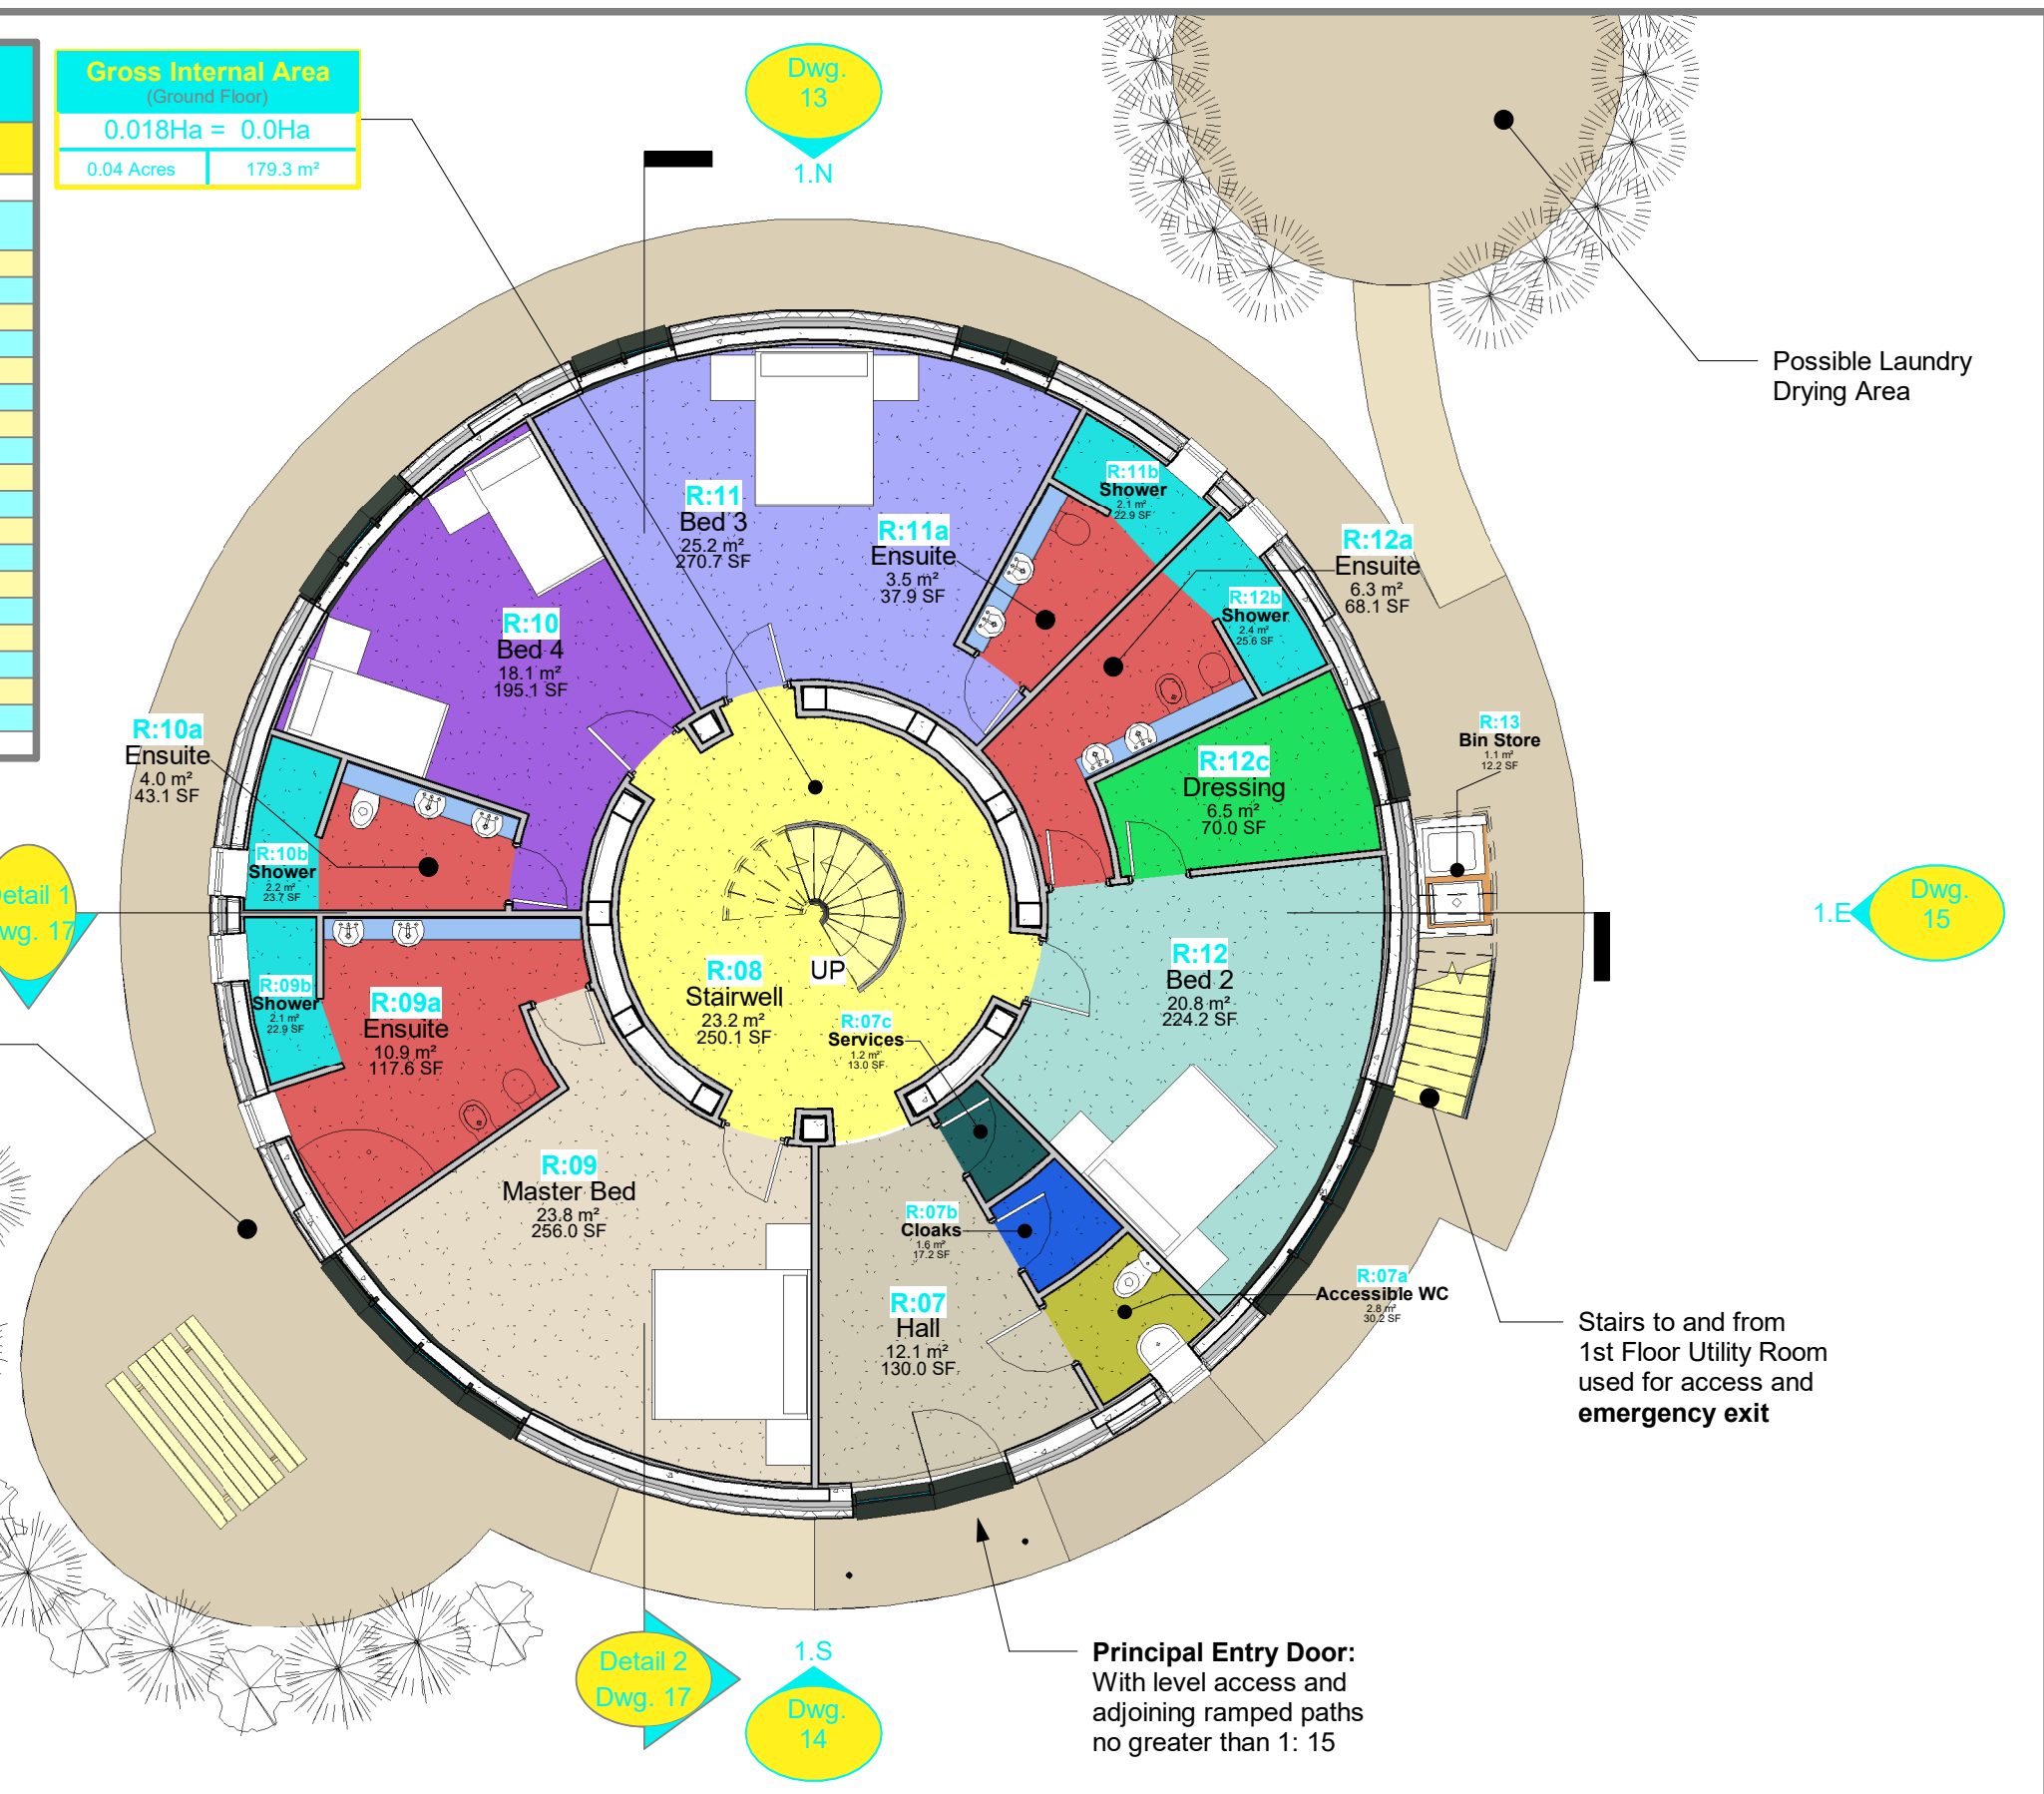 Gross Internal Area
(Ground Floor)
0.018Ha = 0.0Ha
0.04 Acres 179.3 m²
Dwg.
13
1.N
Possible Laundry
Drying Area
R:11
Bed 3
25.2 m²
270.7 SF
R:11a
Ensuite
3.5 m²
37.9 SF
R:11b
Shower
2.1 m²
22.9 SF
R:12a
Ensuite
6.3 m²
68.1 SF
R:12b
Shower
2.4 m²
25.6 SF
R:10
Bed 4
18.1 m²
195.1 SF
R:10a
Ensuite
4.0 m²
43.1 SF
R:12c
Dressing
6.5 m²
70.0 SF
R:13
Bin Store
1.1 m²
12.2 SF
R:10b
Shower
2.2 m²
23.7 SF
Detail 1
Dwg. 17
1.E
Dwg.
15
R:12
Bed 2
20.8 m²
224.2 SF
R:08
Stairwell
23.2 m²
250.1 SF
UP
R:09b
Shower
2.1 m²
22.9 SF
R:09a
Ensuite
10.9 m²
117.6 SF
R:07c
Services
1.2 m²
13.0 SF
R:09
Master Bed
23.8 m²
256.0 SF
R:07b
Cloaks
1.6 m²
17.2 SF
R:07
Hall
12.1 m²
130.0 SF
R:07a
Accessible WC
2.8 m²
30.2 SF
Stairs to and from
1st Floor Utility Room
used for access and
emergency exit
Detail 2
Dwg. 17
1.S
Dwg.
14
Principal Entry Door:
With level access and
adjoining ramped paths
no greater than 1: 15